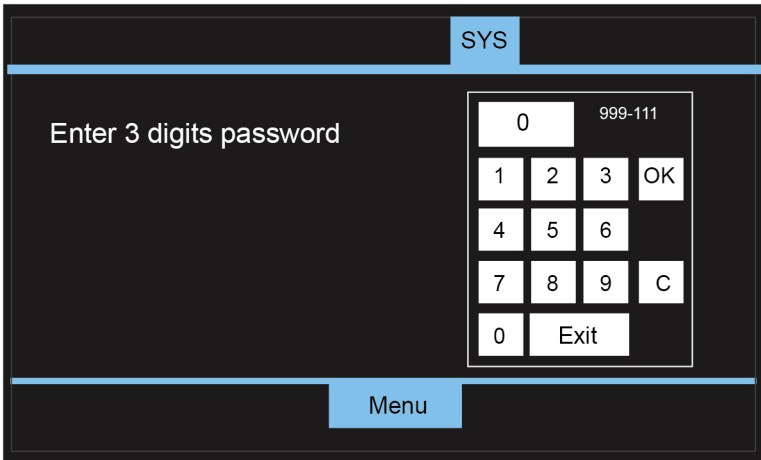 SYS
Enter 3 digits password
0 999-111
1 2 3 OK
4 5 6
7 8 9 C
0 Exit
Menu